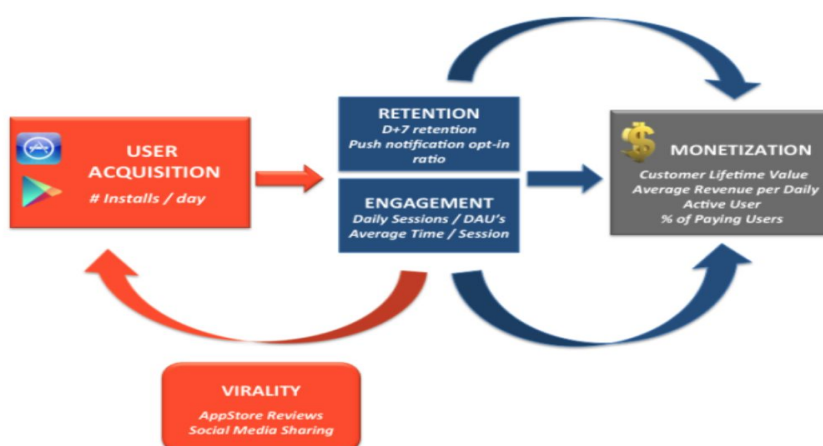 USER
ACQUISITION
# Installs / day
RETENTION
D+7 retention
Push notification opt-in
ratio
ENGAGEMENT
Daily Sessions / DAU's
Average Time / Session
MONETIZATION
Customer Lifetime Value
Average Revenue per Daily
Active User
% of Paying Users
VIRALITY
AppStore Reviews
Social Media Sharing